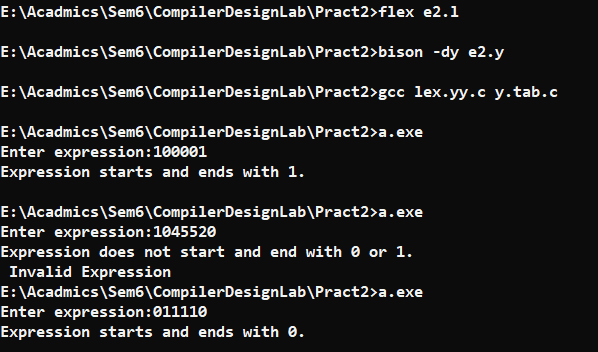 E:\Acadmics\Sem6\CompilerDesignLab\Pract2>flex e2.l
E:\Acadmics\Sem6\CompilerDesignLab\Pract2>bison -dy e2.y
E:\Acadmics\Sem6\CompilerDesignLab\Pract2>gcc lex.yy.c y.tab.c
E:\Acadmics\Sem6\CompilerDesignLab\Pract2>a.exe
Enter expression:100001
Expression starts and ends with 1.
E:\Acadmics\Sem6\CompilerDesignLab\Pract2>a.exe
Enter expression:1045520
Expression does not start and end with 0 or 1.
 Invalid Expression
E:\Acadmics\Sem6\CompilerDesignLab\Pract2>a.exe
Enter expression:011110
Expression starts and ends with 0.